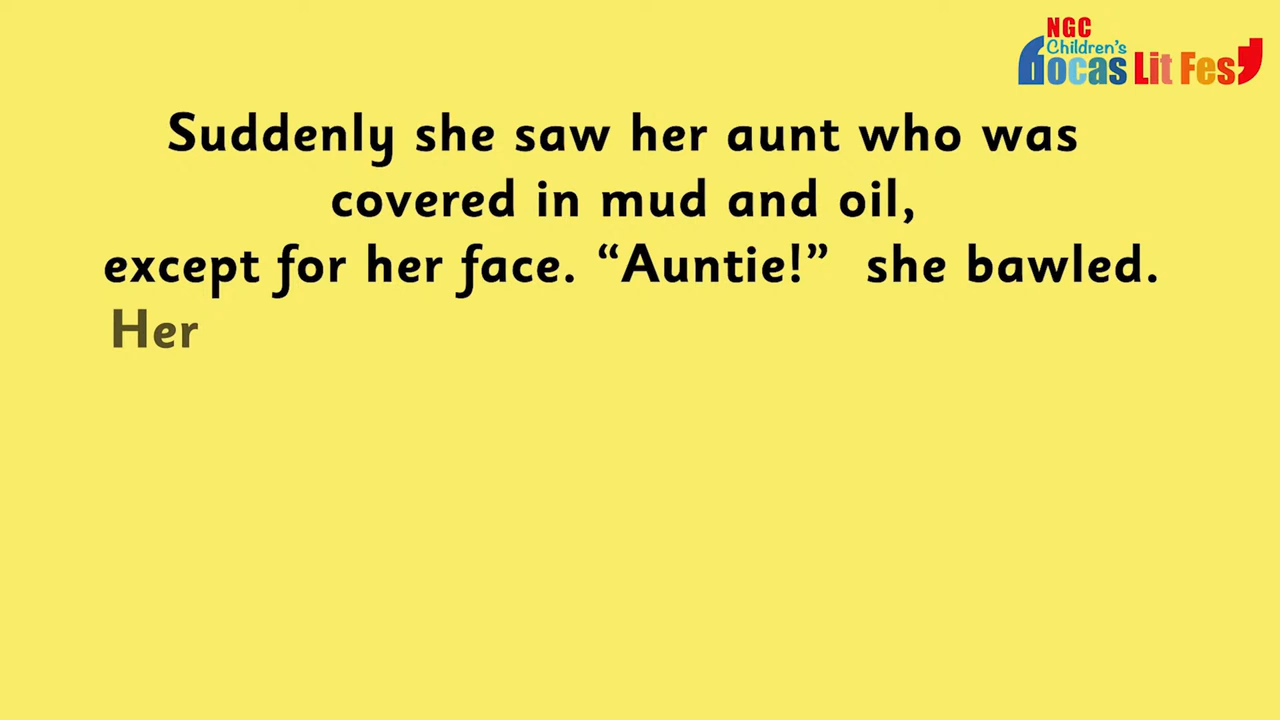 NGC
Children's
bocas Lit Fest
Suddenly she saw her aunt who was
covered in mud and oil,
except for her face. “Auntie!” she bawled.
Her